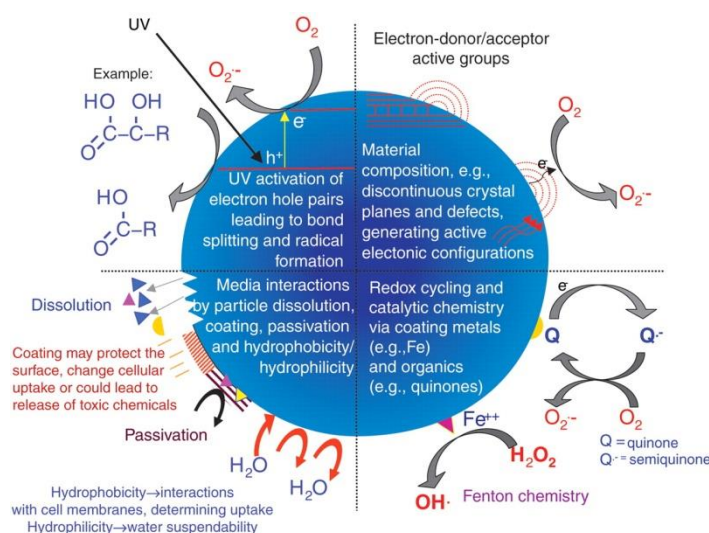 UV
O₂
O₂·-
Example:
HO OH
C
R
O
e-
h⁺
HO
C
R
O
UV activation of
electron hole pairs
leading to bond
splitting and radical
formation
Electron-donor/acceptor
active groups
Material
composition, e.g.,
discontinuous crystal
planes and defects,
generating active
electonic configurations
e-
O₂
O₂·-
Dissolution
Coating may protect the
surface, change cellular
uptake or could lead to
release of toxic chemicals
Passivation
Media interactions
by particle dissolution,
coating, passivation
and hydrophobicity/
hydrophilicity
H₂O
H₂O
Hydrophobicity→interactions
with cell membranes, determining uptake
Hydrophilicity→water suspendability
Redox cycling and
catalytic chemistry
via coating metals
(e.g.,Fe)
and organics
(e.g., quinones)
e-
Q
Q·-
O₂·-
O₂
Q = quinone
Q·- = semiquinone
Fe⁺⁺
H₂O₂
OH·
Fenton chemistry